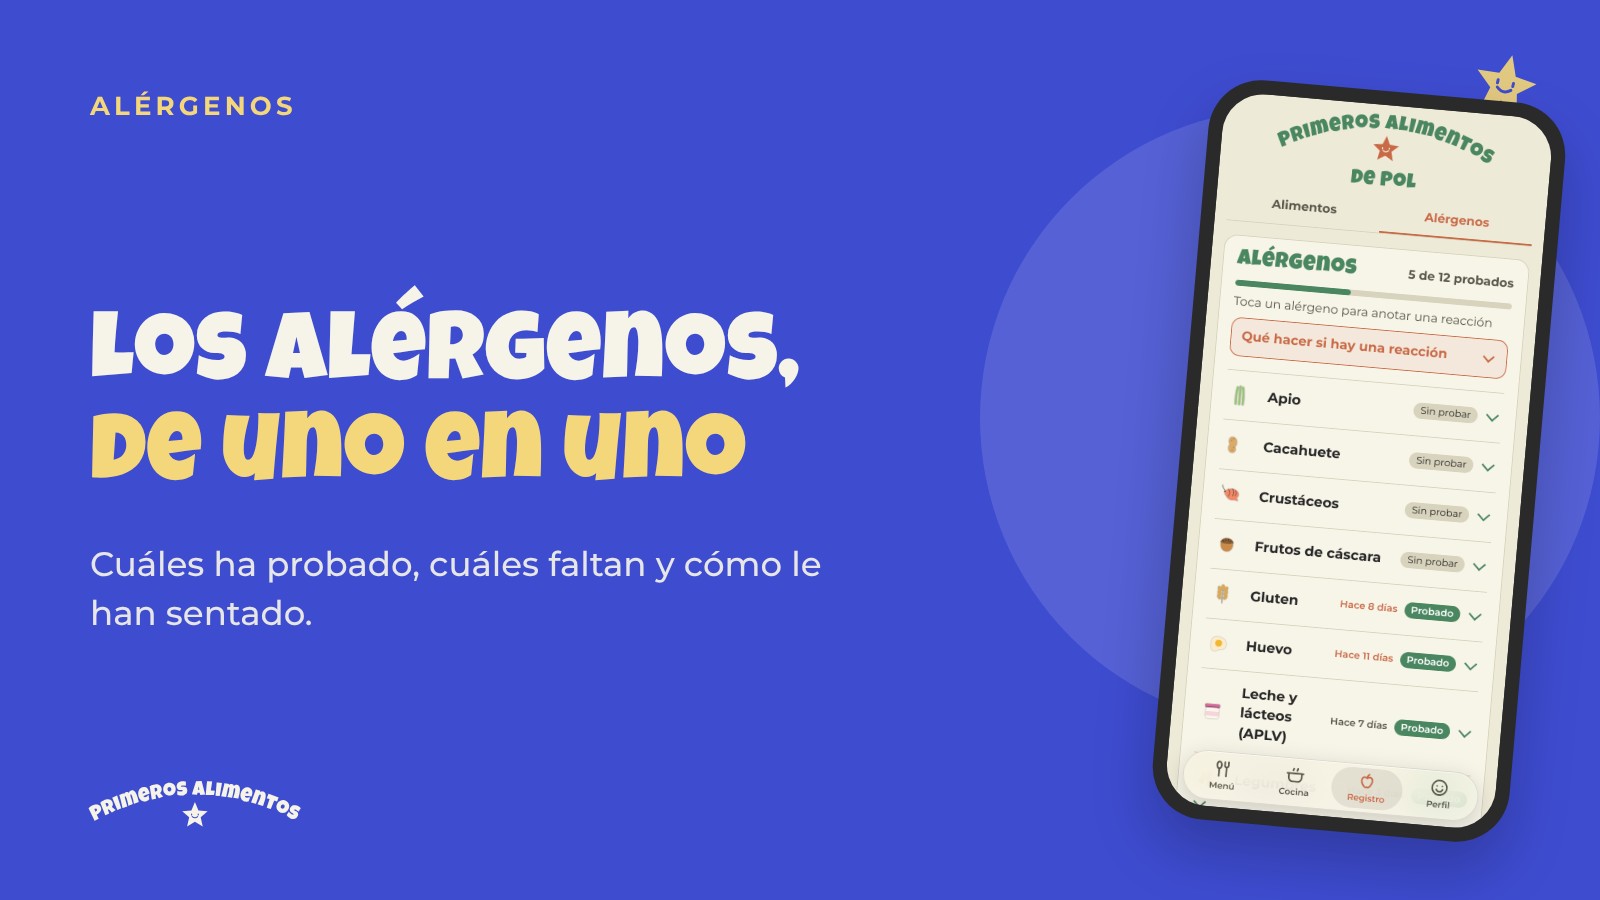 ALÉRGENOS
LOS ALÉRGENOS,
DE UNO EN UNO
Cuáles ha probado, cuáles faltan y cómo le
han sentado.
PRIMEROS ALIMENTOS
PRIMEROS ALIMENTOS
DE POL
Alimentos
Alérgenos
ALÉRGENOS
5 de 12 probados
Toca un alérgeno para anotar una reacción
Qué hacer si hay una reacción
Apio
Sin probar
Cacahuete
Sin probar
Crustáceos
Sin probar
Frutos de cáscara
Sin probar
Gluten
Hace 8 días
Probado
Huevo
Hace 11 días
Probado
Leche y
lácteos
(APLV)
Hace 7 días
Probado
Menú
Cocina
Registro
Perfil